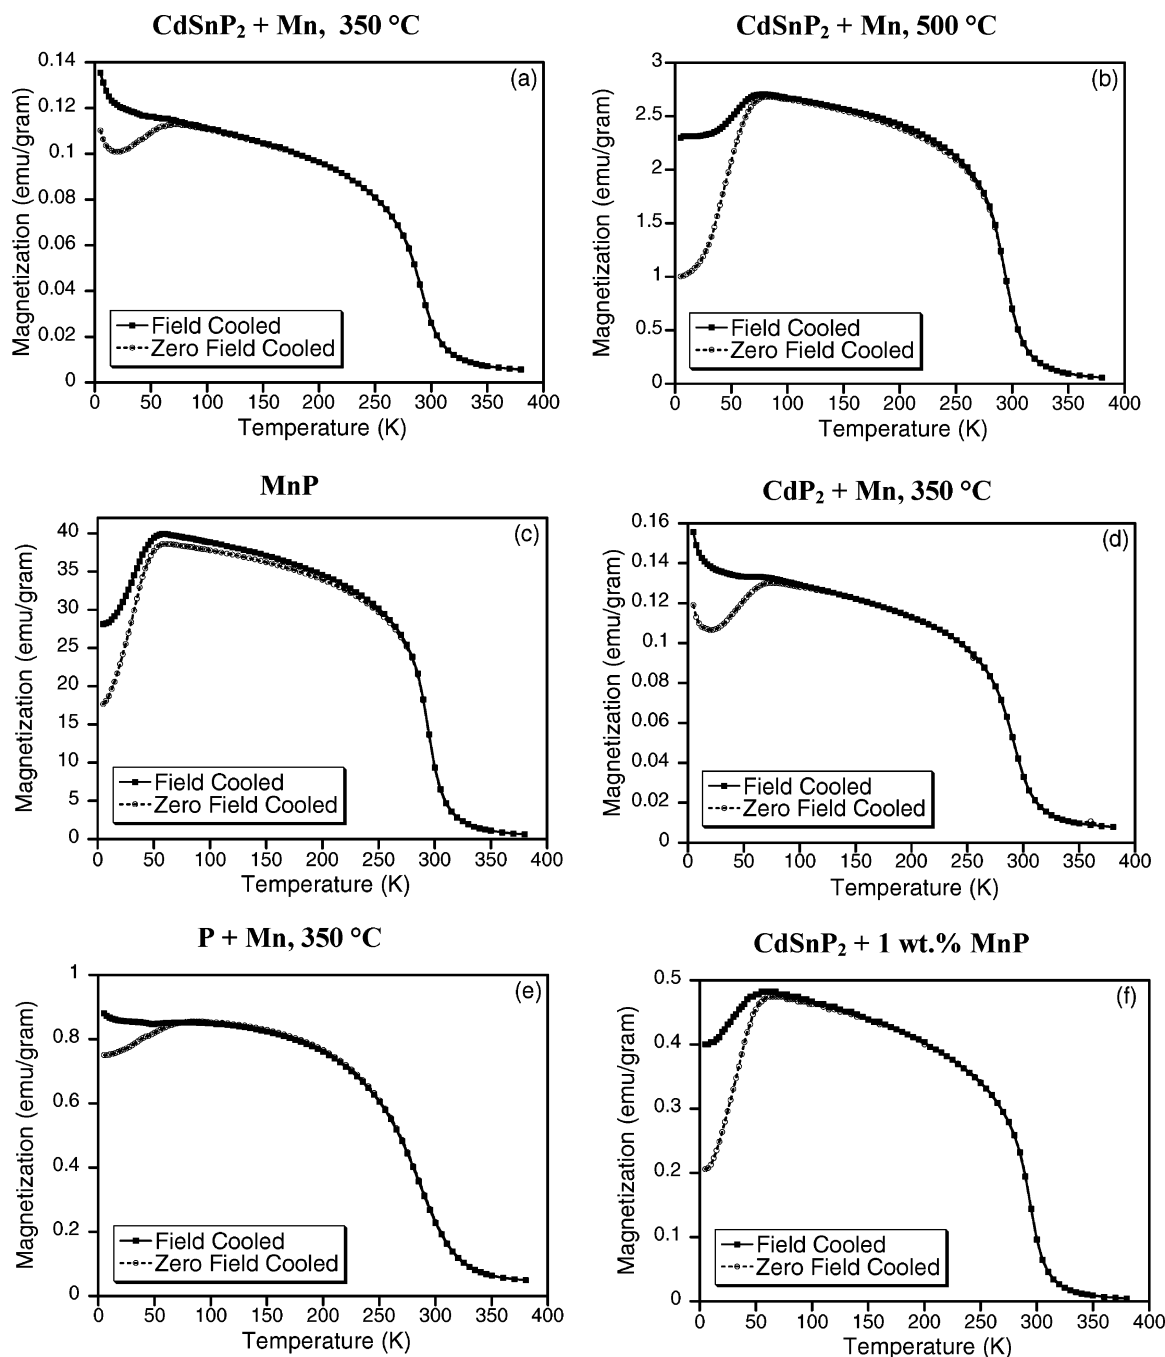 CdSnP₂ + Mn, 350 °C
(a)
Magnetization (emu/gram)
0.14
0.12
0.1
0.08
0.06
0.04
0.02
0
Field Cooled
Zero Field Cooled
0 50 100 150 200 250 300 350 400
Temperature (K)
CdSnP₂ + Mn, 500 °C
(b)
Magnetization (emu/gram)
3
2.5
2
1.5
1
0.5
0
Field Cooled
Zero Field Cooled
0 50 100 150 200 250 300 350 400
Temperature (K)
MnP
(c)
Magnetization (emu/gram)
40
35
30
25
20
15
10
5
0
Field Cooled
Zero Field Cooled
0 50 100 150 200 250 300 350 400
Temperature (K)
CdP₂ + Mn, 350 °C
(d)
Magnetization (emu/gram)
0.16
0.14
0.12
0.1
0.08
0.06
0.04
0.02
0
Field Cooled
Zero Field Cooled
0 50 100 150 200 250 300 350 400
Temperature (K)
P + Mn, 350 °C
(e)
Magnetization (emu/gram)
1
0.8
0.6
0.4
0.2
0
Field Cooled
Zero Field Cooled
0 50 100 150 200 250 300 350 400
Temperature (K)
CdSnP₂ + 1 wt.% MnP
(f)
Magnetization (emu/gram)
0.5
0.4
0.3
0.2
0.1
0
Field Cooled
Zero Field Cooled
0 50 100 150 200 250 300 350 400
Temperature (K)